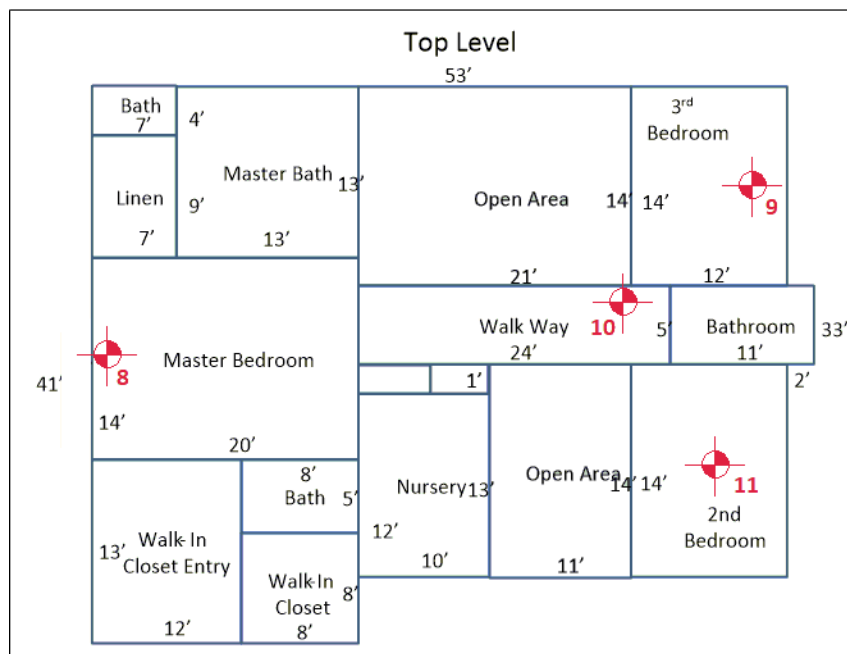 Top Level
53′
Bath
7′
4′
3rd
Bedroom
Master Bath
13′
Linen
9′
7′
13′
Open Area
14′
14′
9
21′
12′
Walk Way
10
5′
24′
Bathroom
11′
33′
Master Bedroom
8
41′
14′
20′
1′
2′
8′
Bath
5′
Nursery
13′
12′
10′
Open Area
14′
14′
11
11′
2nd
Bedroom
Walk-In
Closet Entry
13′
12′
Walk-In
Closet
8′
8′